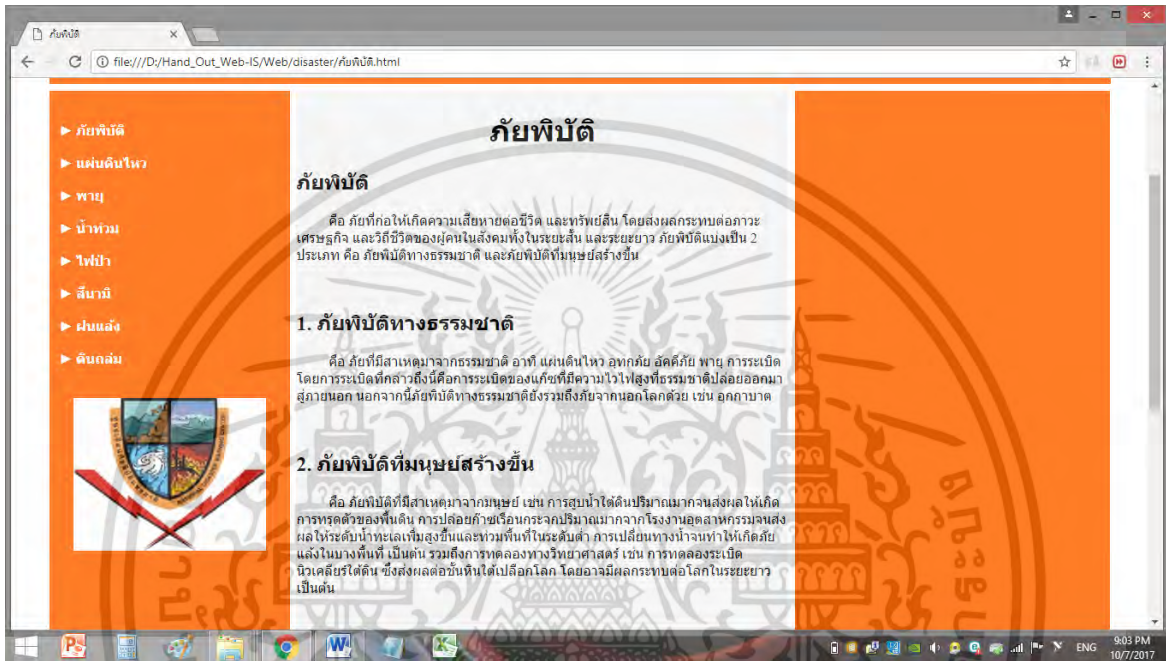 ภัยพิบัติ
file:///D:/Hand_Out_Web-IS/Web/disaster/ภัยพิบัติ.html
► ภัยพิบัติ
► แผ่นดินไหว
► พายุ
► น้ำท่วม
► ไฟป่า
► สึนามิ
► ฝนแล้ง
► ดินถล่ม
ภัยพิบัติ
ภัยพิบัติ
คือ ภัยที่ก่อให้เกิดความเสียหายต่อชีวิต และทรัพย์สิน โดยส่งผลกระทบต่อภาวะ
เศรษฐกิจ และวิถีชีวิตของผู้คนในสังคมทั้งในระยะสั้น และระยะยาว ภัยพิบัติแบ่งเป็น 2
ประเภท คือ ภัยพิบัติทางธรรมชาติ และภัยพิบัติที่มนุษย์สร้างขึ้น
1. ภัยพิบัติทางธรรมชาติ
คือ ภัยที่มีสาเหตุมาจากธรรมชาติ อาทิ แผ่นดินไหว อุทกภัย อัคคีภัย พายุ การระเบิด
โดยการระเบิดที่กล่าวถึงนี้คือการระเบิดของแก๊ซที่มีความไวไฟสูงที่ธรรมชาติปล่อยออกมา
สู่ภายนอก นอกจากนี้ภัยพิบัติทางธรรมชาติยังรวมถึงภัยจากนอกโลกด้วย เช่น อุกกาบาต
2. ภัยพิบัติที่มนุษย์สร้างขึ้น
คือ ภัยพิบัติที่มีสาเหตุมาจากมนุษย์ เช่น การสูบน้ำใต้ดินปริมาณมากจนส่งผลให้เกิด
การทรุดตัวของพื้นดิน การปล่อยก๊าซเรือนกระจกปริมาณมากจากโรงงานอุตสาหกรรมจนส่ง
ผลให้ระดับน้ำทะเลเพิ่มสูงขึ้นและท่วมพื้นที่ในระดับต่ำ การเปลี่ยนทางน้ำจนทำให้เกิดภัย
แล้งในบางพื้นที่ เป็นต้น รวมถึงการทดลองทางวิทยาศาสตร์ เช่น การทดลองระเบิด
นิวเคลียร์ใต้ดิน ซึ่งส่งผลต่อชั้นหินใต้เปลือกโลก โดยอาจมีผลกระทบต่อโลกในระยะยาว
เป็นต้น
ENG
9:03 PM
10/7/2017